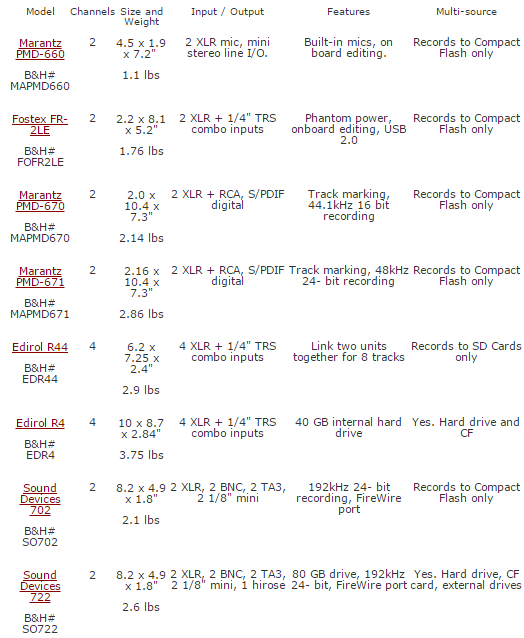 Model Channels Size and Weight Input / Output Features Multi-source
Marantz PMD-660 2 4.5 x 1.9 x 7.2" 2 XLR mic, mini stereo line I/O. Built-in mics, on board editing. Records to Compact Flash only
B&H# MAPMD660 1.1 lbs
Fostex FR-2LE 2 2.2 x 8.1 x 5.2" 2 XLR + 1/4" TRS combo inputs Phantom power, onboard editing, USB 2.0 Records to Compact Flash only
B&H# FOFR2LE 1.76 lbs
Marantz PMD-670 2 2.0 x 10.4 x 7.3" 2 XLR + RCA, S/PDIF digital Track marking, 44.1kHz 16 bit recording Records to Compact Flash only
B&H# MAPMD670 2.14 lbs
Marantz PMD-671 2 2.16 x 10.4 x 7.3" 2 XLR + RCA, S/PDIF digital Track marking, 48kHz 24- bit recording Records to Compact Flash only
B&H# MAPMD671 2.86 lbs
Edirol R44 4 6.2 x 7.25 x 2.4" 4 XLR + 1/4" TRS combo inputs Link two units together for 8 tracks Records to SD Cards only
B&H# EDR44 2.9 lbs
Edirol R4 4 10 x 8.7 x 2.84" 4 XLR + 1/4" TRS combo inputs 40 GB internal hard drive Yes. Hard drive and CF
B&H# EDR4 3.75 lbs
Sound Devices 702 2 8.2 x 4.9 x 1.8" 2 XLR, 2 BNC, 2 TA3, 2 1/8" mini 192kHz 24- bit recording, FireWire port Records to Compact Flash only
B&H# SO702 2.1 lbs
Sound Devices 722 2 8.2 x 4.9 x 1.8" 2 XLR, 2 BNC, 2 TA3, 2 1/8" mini, 1 hirose 80 GB drive, 192kHz 24- bit, FireWire port Yes. Hard drive, CF card, external drives
B&H# SO722 2.6 lbs